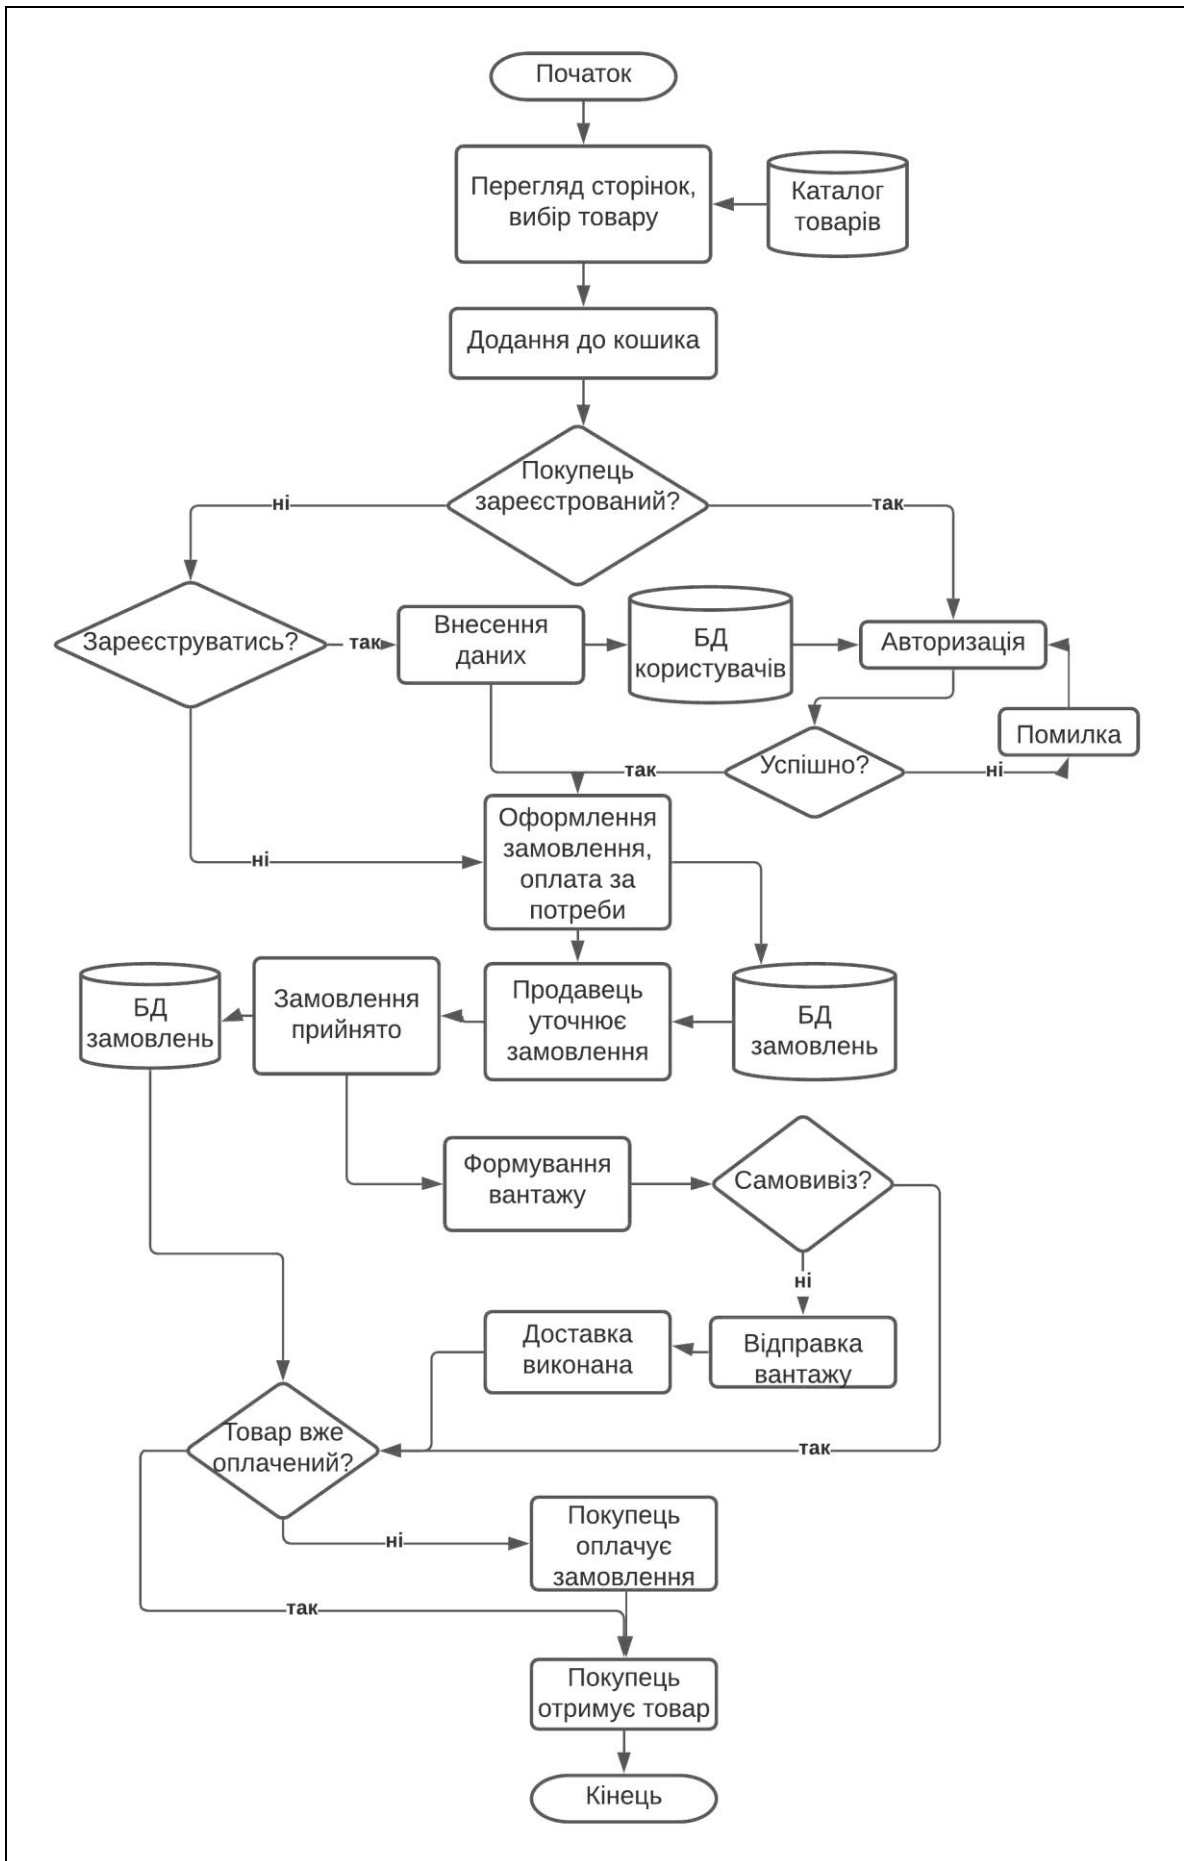 Початок
Перегляд сторінок,
вибір товару
Каталог
товарів
Додання до кошика
Покупець
зареєстрований?
ні
так
Зареєструватись?
так
Внесення
даних
БД
користувачів
Авторизація
Помилка
Успішно?
так
ні
Оформлення
замовлення,
оплата за
потреби
ні
БД
замовлень
Замовлення
прийнято
Продавець
уточнює
замовлення
БД
замовлень
Формування
вантажу
Самовивіз?
ні
Доставка
виконана
Відправка
вантажу
Товар вже
оплачений?
так
Покупець
оплачує
замовлення
ні
так
Покупець
отримує товар
Кінець